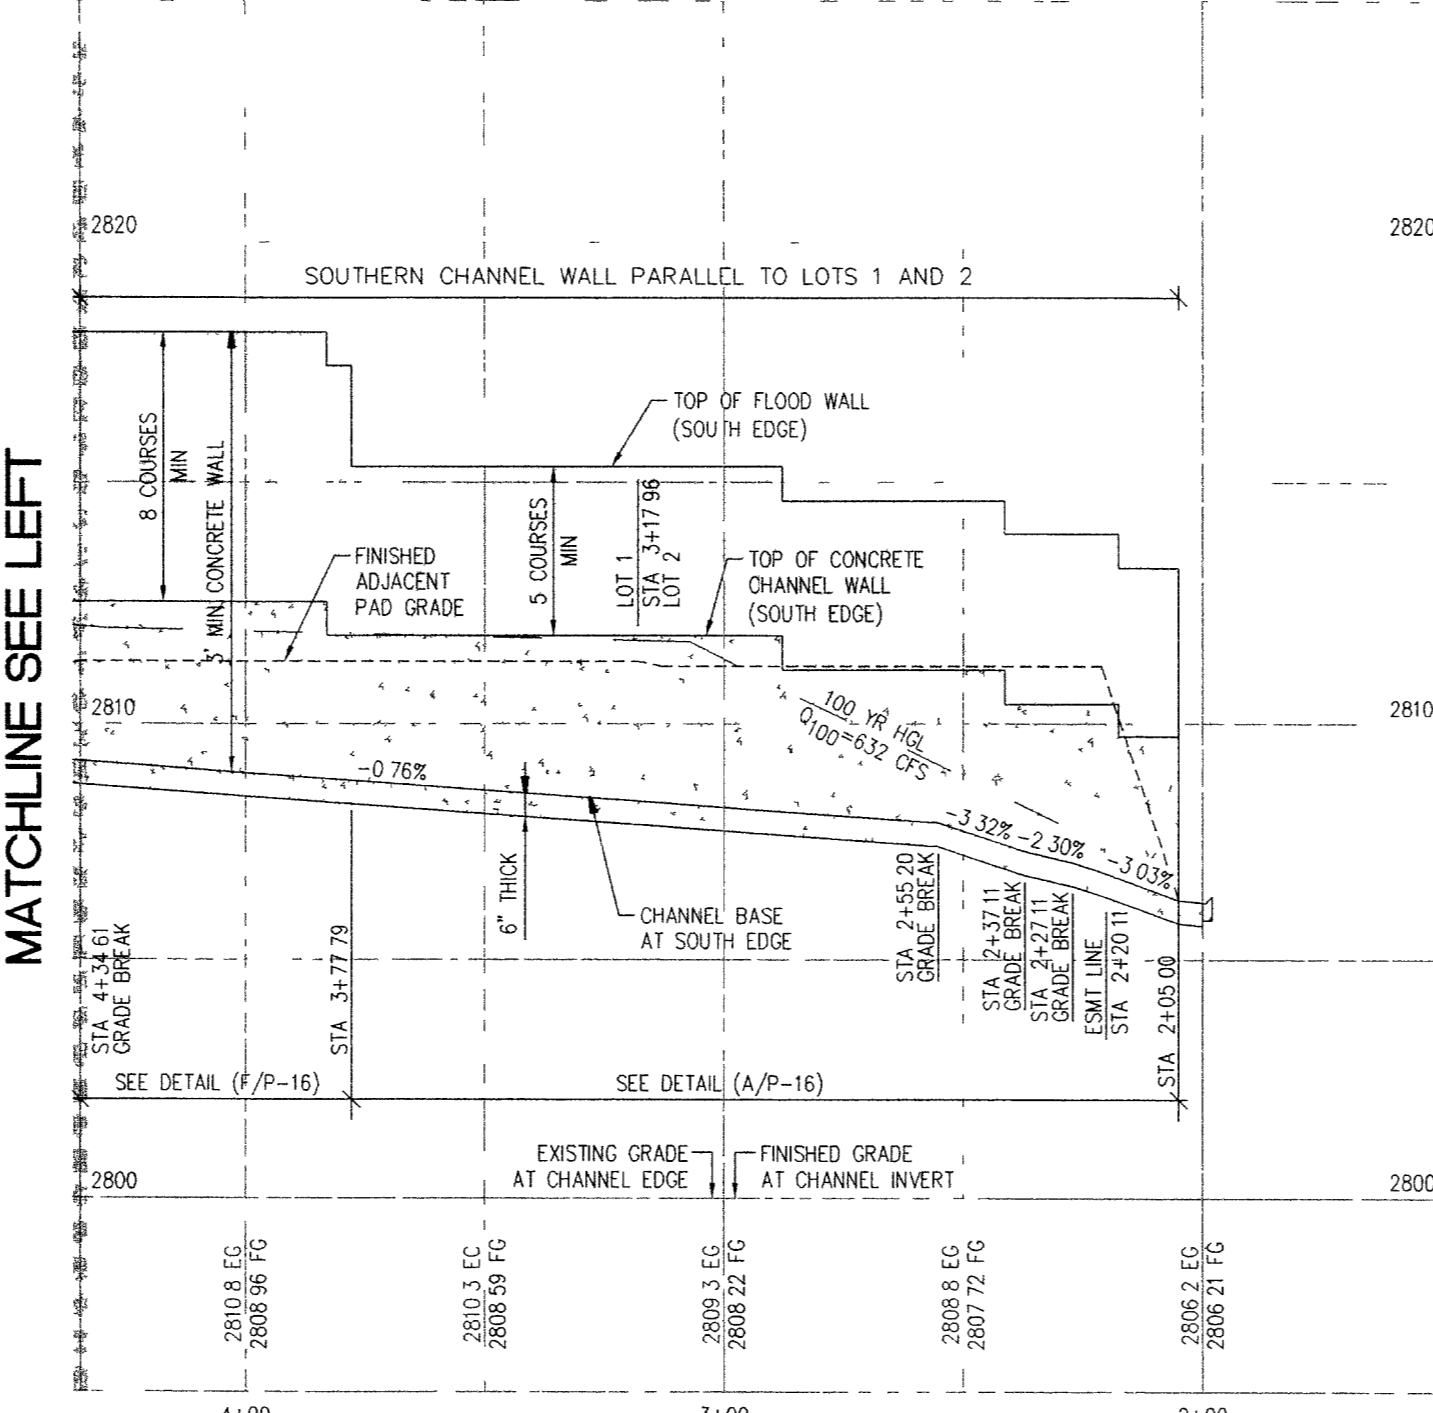 MATCHLINE SEE LEFT
2820
2820
SOUTHERN CHANNEL WALL PARALLEL TO LOTS 1 AND 2
8 COURSES
MIN
3' MIN CONCRETE WALL
TOP OF FLOOD WALL
(SOUTH EDGE)
5 COURSES
MIN
LOT 1
STA 3+17 96
LOT 2
FINISHED
ADJACENT
PAD GRADE
TOP OF CONCRETE
CHANNEL WALL
(SOUTH EDGE)
2810
2810
100 YR HGL
Q100=632 CFS
-0 76%
-3 32%
-2 30%
-3 03%
6" THICK
CHANNEL BASE
AT SOUTH EDGE
STA 4+34 61
GRADE BREAK
STA 3+77 79
STA 2+55 20
GRADE BREAK
STA 2+37 11
GRADE BREAK
STA 2+27 11
GRADE BREAK
ESMT LINE
STA 2+20 11
STA 2+05 00
SEE DETAIL (F/P-16)
SEE DETAIL (A/P-16)
EXISTING GRADE
AT CHANNEL EDGE
FINISHED GRADE
AT CHANNEL INVERT
2800
2800
2810 8 EG
2808 96 FG
2810 3 EG
2808 59 FG
2809 3 EG
2808 22 FG
2808 8 EG
2807 72 FG
2806 2 EG
2806 21 FG
4+00
3+00
2+00